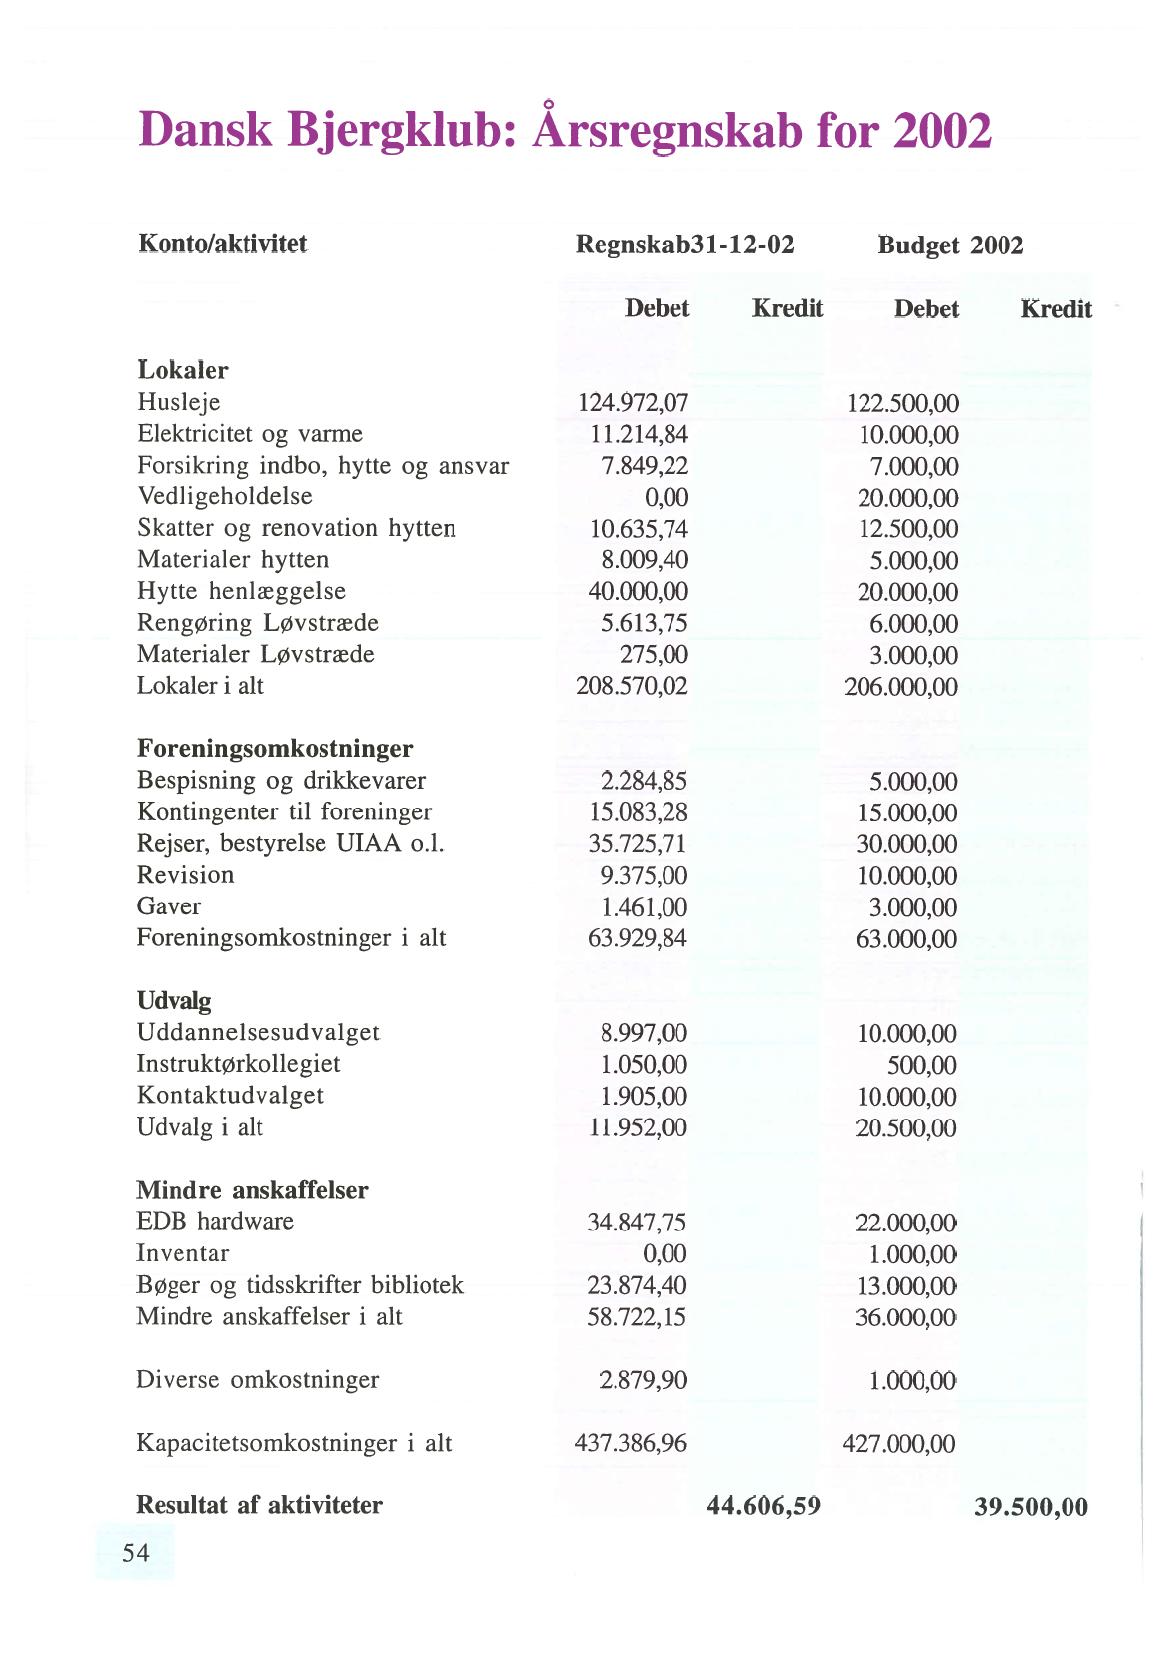 Dansk Bjergklub: Årsregnskab for 2002
Konto/aktivitet Regnskab31-12-02 Budget 2002
Debet Kredit Debet Kredit
Lokaler
Husleje 124.972,07 122.500,00
Elektricitet og varme 11.214,84 10.000,00
Forsikring indbo, hytte og ansvar 7.849,22 7.000,00
Vedligeholdelse 0,00 20.000,00
Skatter og renovation hytten 10.635,74 12.500,00
Materialer hytten 8.009,40 5.000,00
Hytte henlæggelse 40.000,00 20.000,00
Rengøring Løvstræde 5.613,75 6.000,00
Materialer Løvstræde 275,00 3.000,00
Lokaler i alt 208.570,02 206.000,00
Foreningsomkostninger
Bespisning og drikkevarer 2.284,85 5.000,00
Kontingenter til foreninger 15.083,28 15.000,00
Rejser, bestyrelse UIAA o.l. 35.725,71 30.000,00
Revision 9.375,00 10.000,00
Gaver 1.461,00 3.000,00
Foreningsomkostninger i alt 63.929,84 63.000,00
Udvalg
Uddannelsesudvalget 8.997,00 10.000,00
Instruktørkollegiet 1.050,00 500,00
Kontaktudvalget 1.905,00 10.000,00
Udvalg i alt 11.952,00 20.500,00
Mindre anskaffelser
EDB hardware 34.847,75 22.000,00
Inventar 0,00 1.000,00
Bøger og tidsskrifter bibliotek 23.874,40 13.000,00
Mindre anskaffelser i alt 58.722,15 36.000,00
Diverse omkostninger 2.879,90 1.000,00
Kapacitetsomkostninger i alt 437.386,96 427.000,00
Resultat af aktiviteter 44.606,59 39.500,00
54